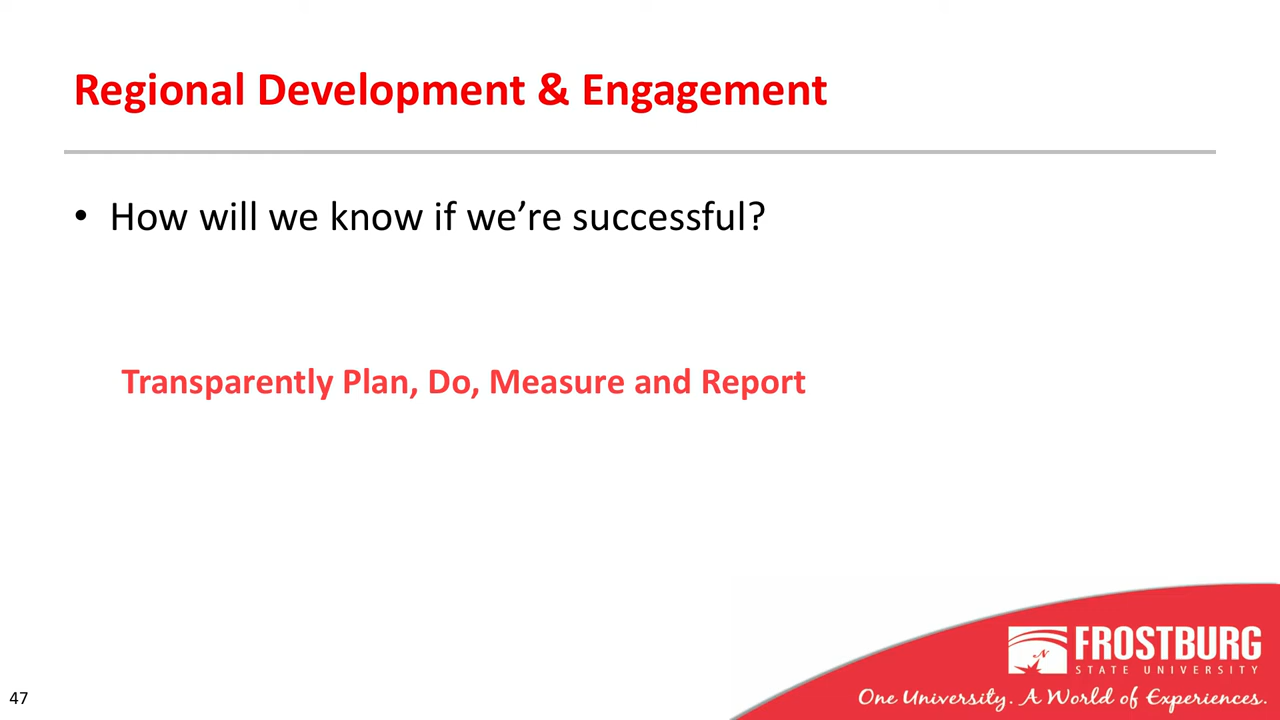 Regional Development & Engagement
• How will we know if we’re successful?
Transparently Plan, Do, Measure and Report
FROSTBURG
STATE UNIVERSITY
One University. A World of Experiences.
47